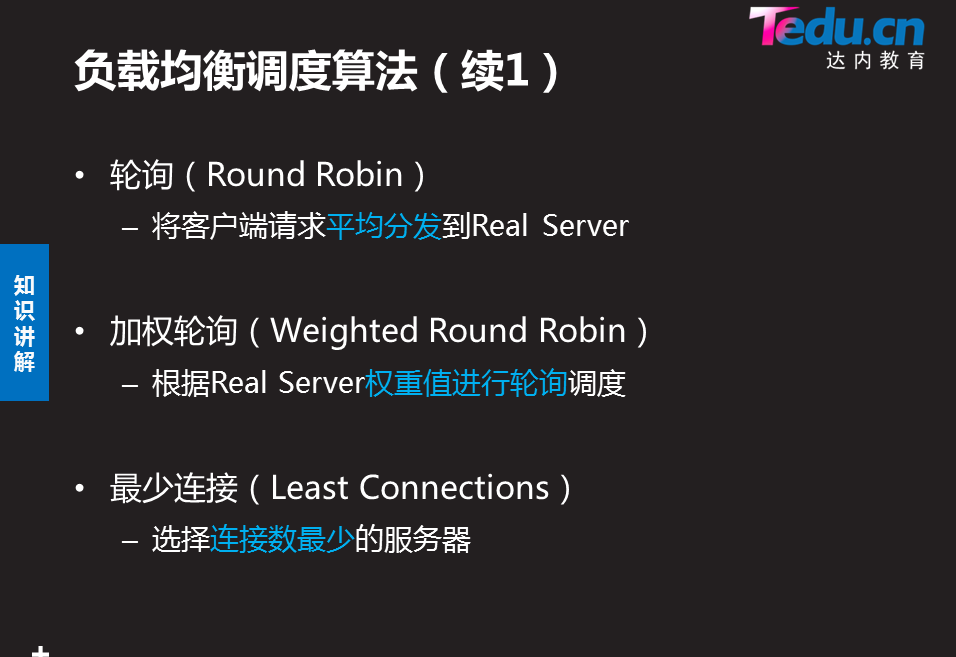 Tedu.cn
达内教育
负载均衡调度算法（续1）
• 轮询（Round Robin）
– 将客户端请求平均分发到Real Server
知识讲解
• 加权轮询（Weighted Round Robin）
– 根据Real Server权重值进行轮询调度
• 最少连接（Least Connections）
– 选择连接数最少的服务器